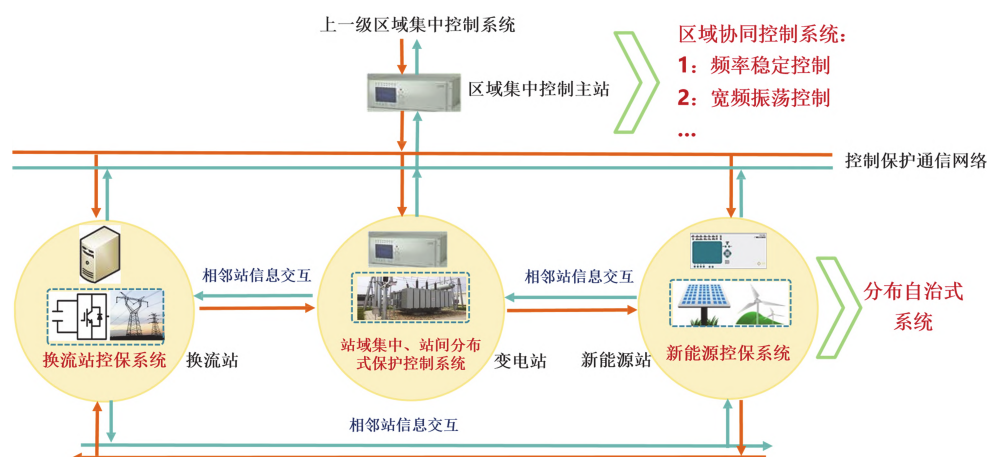 上一级区域集中控制系统
区域协同控制系统：
1：频率稳定控制
区域集中控制主站
2：宽频振荡控制
...
控制保护通信网络
相邻站信息交互
相邻站信息交互
分布自治式
系统
换流站控保系统
换流站
站域集中、站间分布
式保护控制系统
变电站
新能源站
新能源控保系统
相邻站信息交互